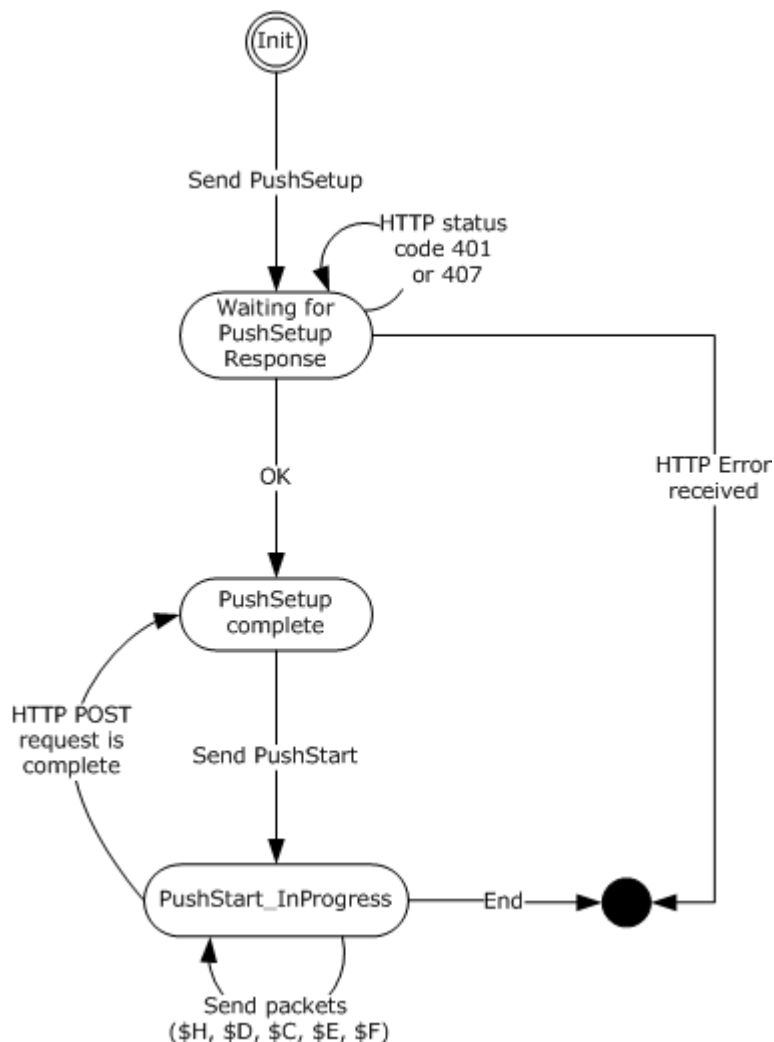 Init
Send PushSetup
HTTP status
code 401
or 407
Waiting for
PushSetup
Response
HTTP Error
received
OK
PushSetup
complete
HTTP POST
request is
complete
Send PushStart
PushStart_InProgress
End
Send packets
($H, $D, $C, $E, $F)